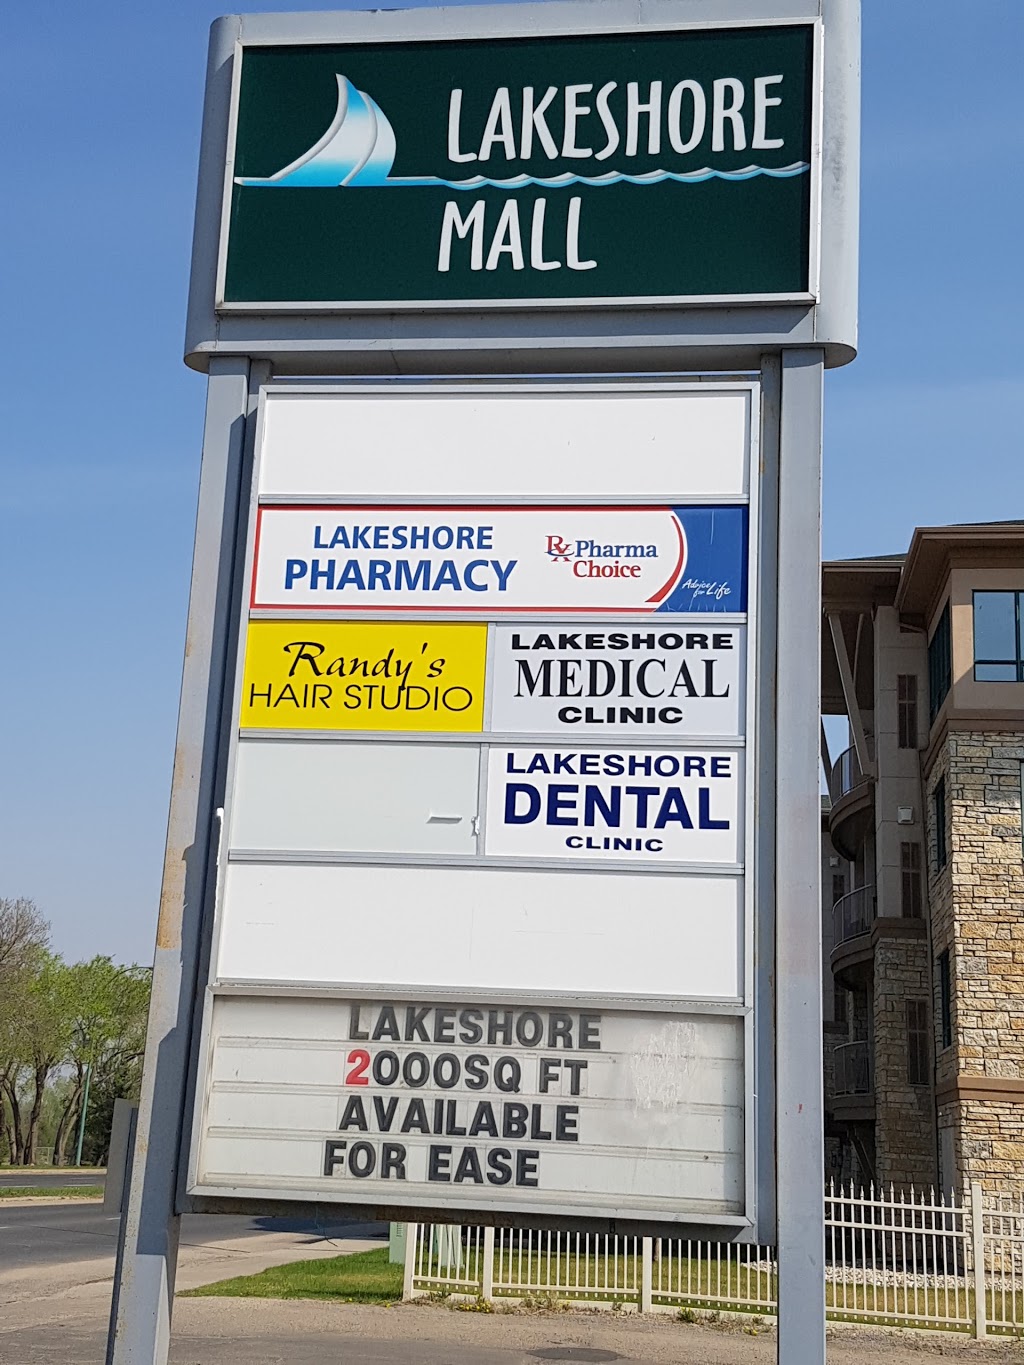 LAKESHORE
MALL
LAKESHORE
PHARMACY
Rx Pharma
Choice
Advice for Life
Randy's
HAIR STUDIO
LAKESHORE
MEDICAL
CLINIC
LAKESHORE
DENTAL
CLINIC
LAKESHORE
2000SQ FT
AVAILABLE
FOR EASE